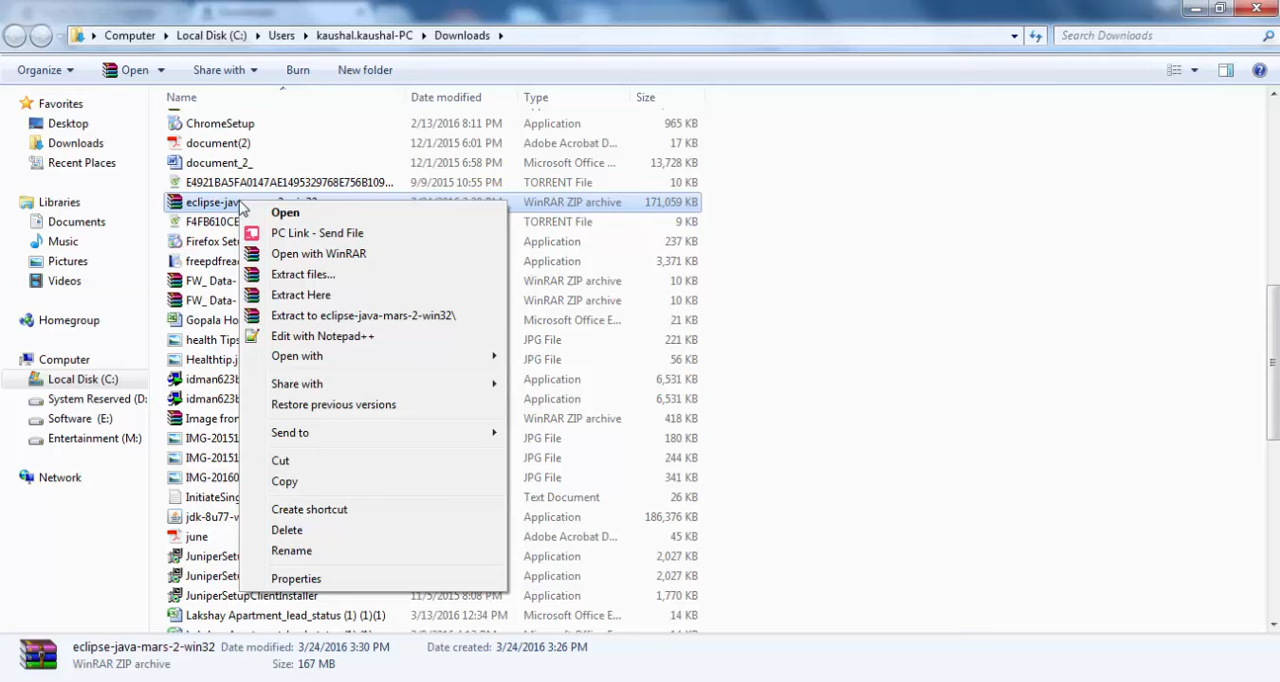 Computer Local Disk (C:) Users kaushal.kaushal-PC Downloads Search Downloads
Organize Open Share with Burn New folder
Name Date modified Type Size
Favorites
Desktop
Downloads
Recent Places
Libraries
Documents
Music
Pictures
Videos
Homegroup
Computer
Local Disk (C:)
System Reserved (D:
Software (E:)
Entertainment (M:)
Network
ChromeSetup 2/13/2016 8:11 PM Application 965 KB
document(2) 12/1/2015 6:01 PM Adobe Acrobat D... 17 KB
document_2_ 12/1/2015 6:58 PM Microsoft Office ... 13,728 KB
E4921BA5FA0147AE1495329768E756B109... 9/9/2015 10:55 PM TORRENT File 10 KB
eclipse-jav WinRAR ZIP archive 171,059 KB
F4FB610CE TORRENT File 9 KB
Firefox Set Application 237 KB
freepdfread Application 3,371 KB
FW_ Data- WinRAR ZIP archive 10 KB
FW_ Data- WinRAR ZIP archive 10 KB
Gopala Ho Microsoft Office E... 21 KB
health Tips JPG File 221 KB
Healthtip.j JPG File 56 KB
idman623b Application 6,531 KB
idman623b Application 6,531 KB
Image from WinRAR ZIP archive 418 KB
IMG-20151 JPG File 180 KB
IMG-20151 JPG File 244 KB
IMG-20160 JPG File 341 KB
InitiateSing Text Document 26 KB
jdk-8u77-w Application 186,376 KB
june Adobe Acrobat D... 45 KB
JuniperSetu Application 2,027 KB
JuniperSetu Application 2,027 KB
JuniperSetupClientInstaller 11/5/2015 8:08 PM Application 1,770 KB
Lakshay Apartment_lead_status (1) (1)(1) 3/13/2016 12:34 PM Microsoft Office E... 14 KB
Open
PC Link - Send File
Open with WinRAR
Extract files...
Extract Here
Extract to eclipse-java-mars-2-win32\
Edit with Notepad++
Open with
Share with
Restore previous versions
Send to
Cut
Copy
Create shortcut
Delete
Rename
Properties
eclipse-java-mars-2-win32 Date modified: 3/24/2016 3:30 PM Date created: 3/24/2016 3:26 PM
WinRAR ZIP archive Size: 167 MB